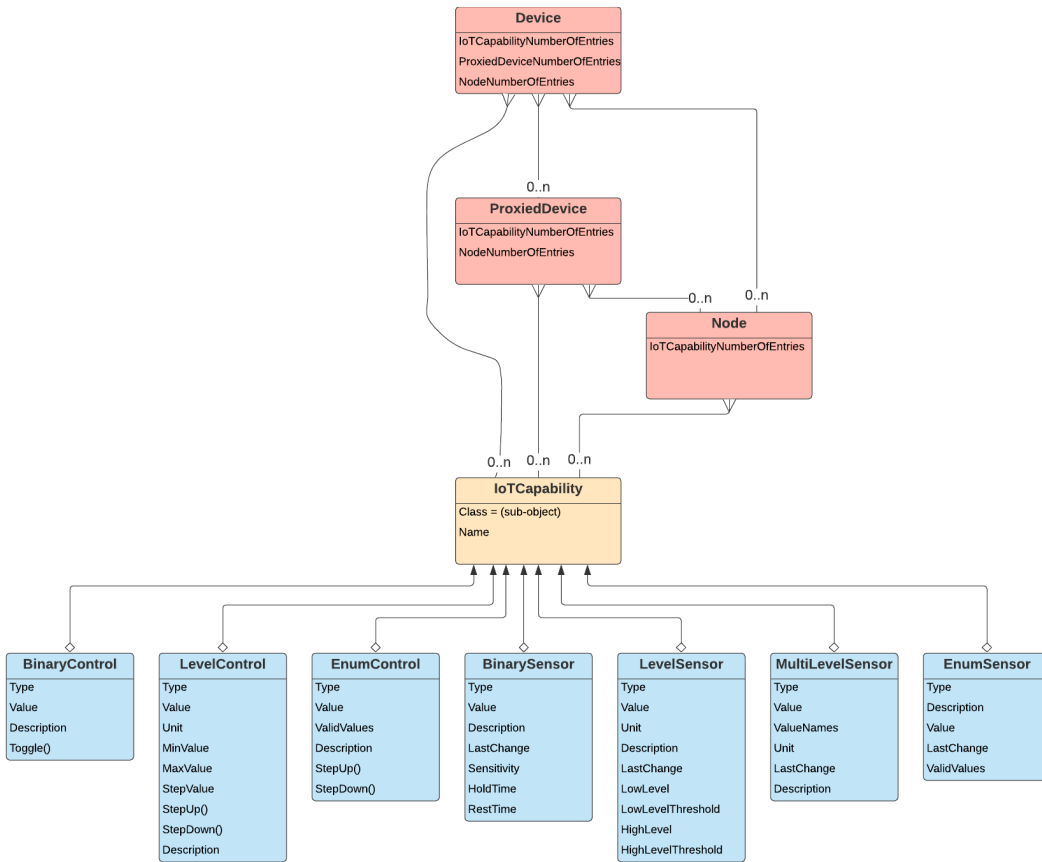 Device
IoTCapabilityNumberOfEntries
ProxiedDeviceNumberOfEntries
NodeNumberOfEntries
0..n
ProxiedDevice
IoTCapabilityNumberOfEntries
NodeNumberOfEntries
0..n
0..n
Node
IoTCapabilityNumberOfEntries
0..n
0..n
0..n
IoTCapability
Class = (sub-object)
Name
BinaryControl
Type
Value
Description
Toggle()
LevelControl
Type
Value
Unit
MinValue
MaxValue
StepValue
StepUp()
StepDown()
Description
EnumControl
Type
Value
ValidValues
Description
StepUp()
StepDown()
BinarySensor
Type
Value
Description
LastChange
Sensitivity
HoldTime
RestTime
LevelSensor
Type
Value
Unit
Description
LastChange
LowLevel
LowLevelThreshold
HighLevel
HighLevelThreshold
MultiLevelSensor
Type
Value
ValueNames
Unit
LastChange
Description
EnumSensor
Type
Description
Value
LastChange
ValidValues